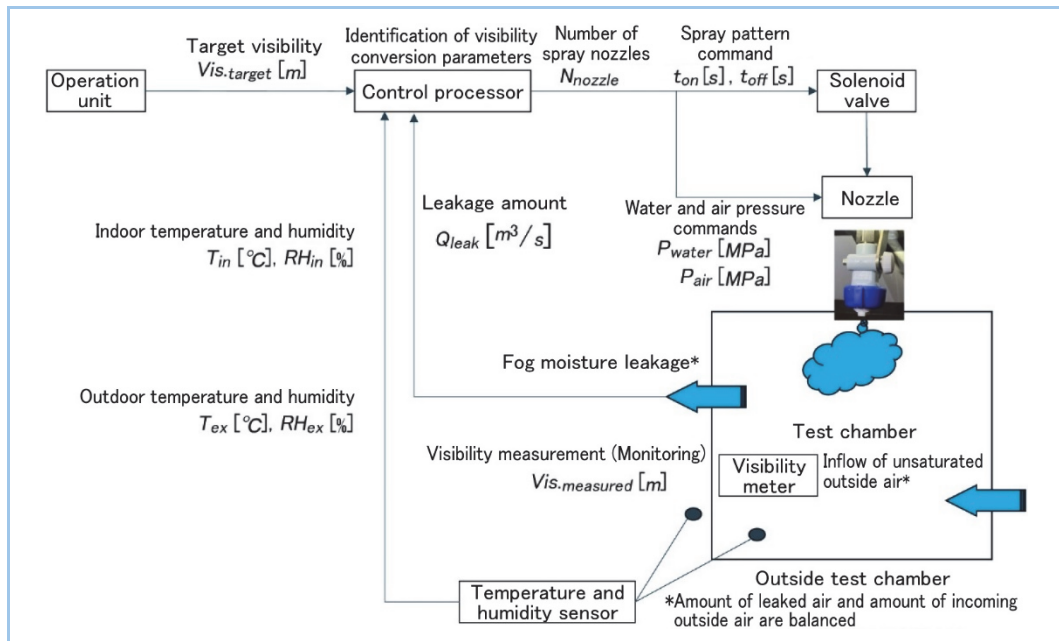 Target visibility
Vis.target [m]
Identification of visibility
conversion parameters
Number of
spray nozzles
Nnozzle
Spray pattern
command
ton [s], toff [s]
Operation
unit
Control processor
Solenoid
valve
Nozzle
Leakage amount
Qleak [m³/s]
Water and air pressure
commands
Pwater [MPa]
Pair [MPa]
Indoor temperature and humidity
Tin [℃], RHin [%]
Fog moisture leakage*
Outdoor temperature and humidity
Tex [℃], RHex [%]
Test chamber
Visibility measurement (Monitoring)
Vis.measured [m]
Visibility
meter
Inflow of unsaturated
outside air*
Temperature and
humidity sensor
Outside test chamber
*Amount of leaked air and amount of incoming
outside air are balanced